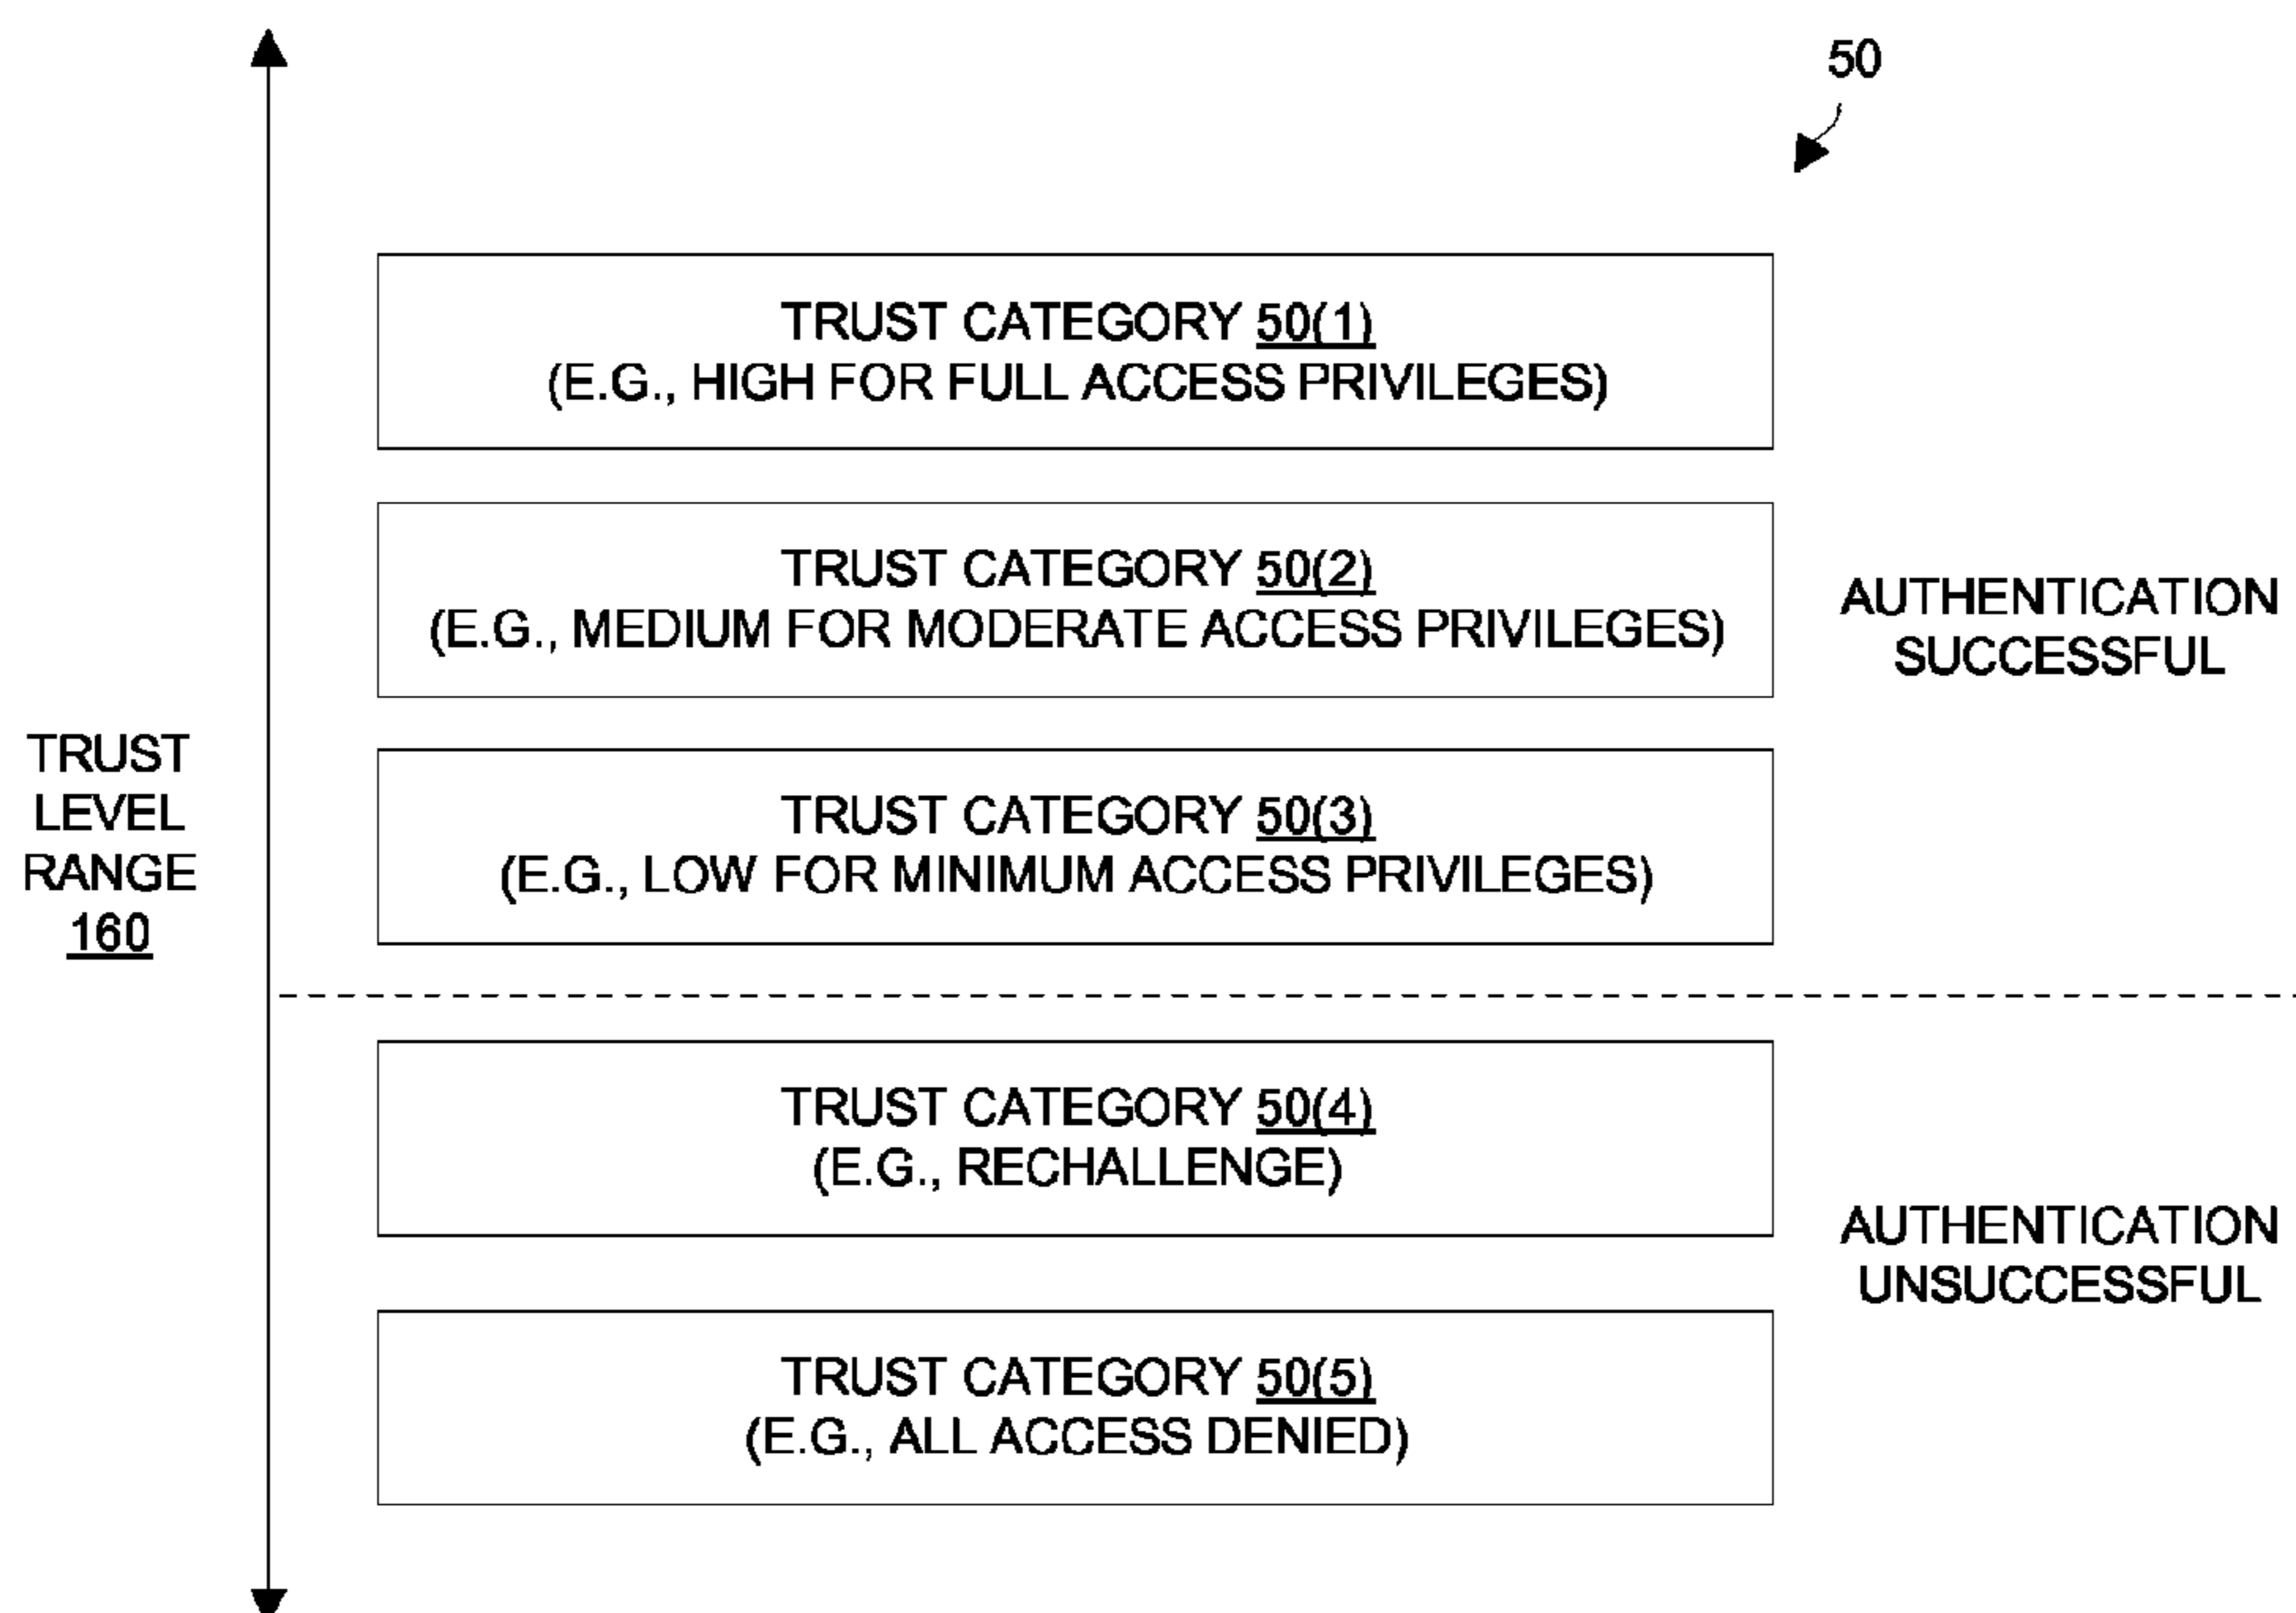 50
TRUST CATEGORY 50(1)
(E.G., HIGH FOR FULL ACCESS PRIVILEGES)
TRUST CATEGORY 50(2)
(E.G., MEDIUM FOR MODERATE ACCESS PRIVILEGES)
AUTHENTICATION
SUCCESSFUL
TRUST
LEVEL
RANGE
160
TRUST CATEGORY 50(3)
(E.G., LOW FOR MINIMUM ACCESS PRIVILEGES)
TRUST CATEGORY 50(4)
(E.G., RECHALLENGE)
AUTHENTICATION
UNSUCCESSFUL
TRUST CATEGORY 50(5)
(E.G., ALL ACCESS DENIED)